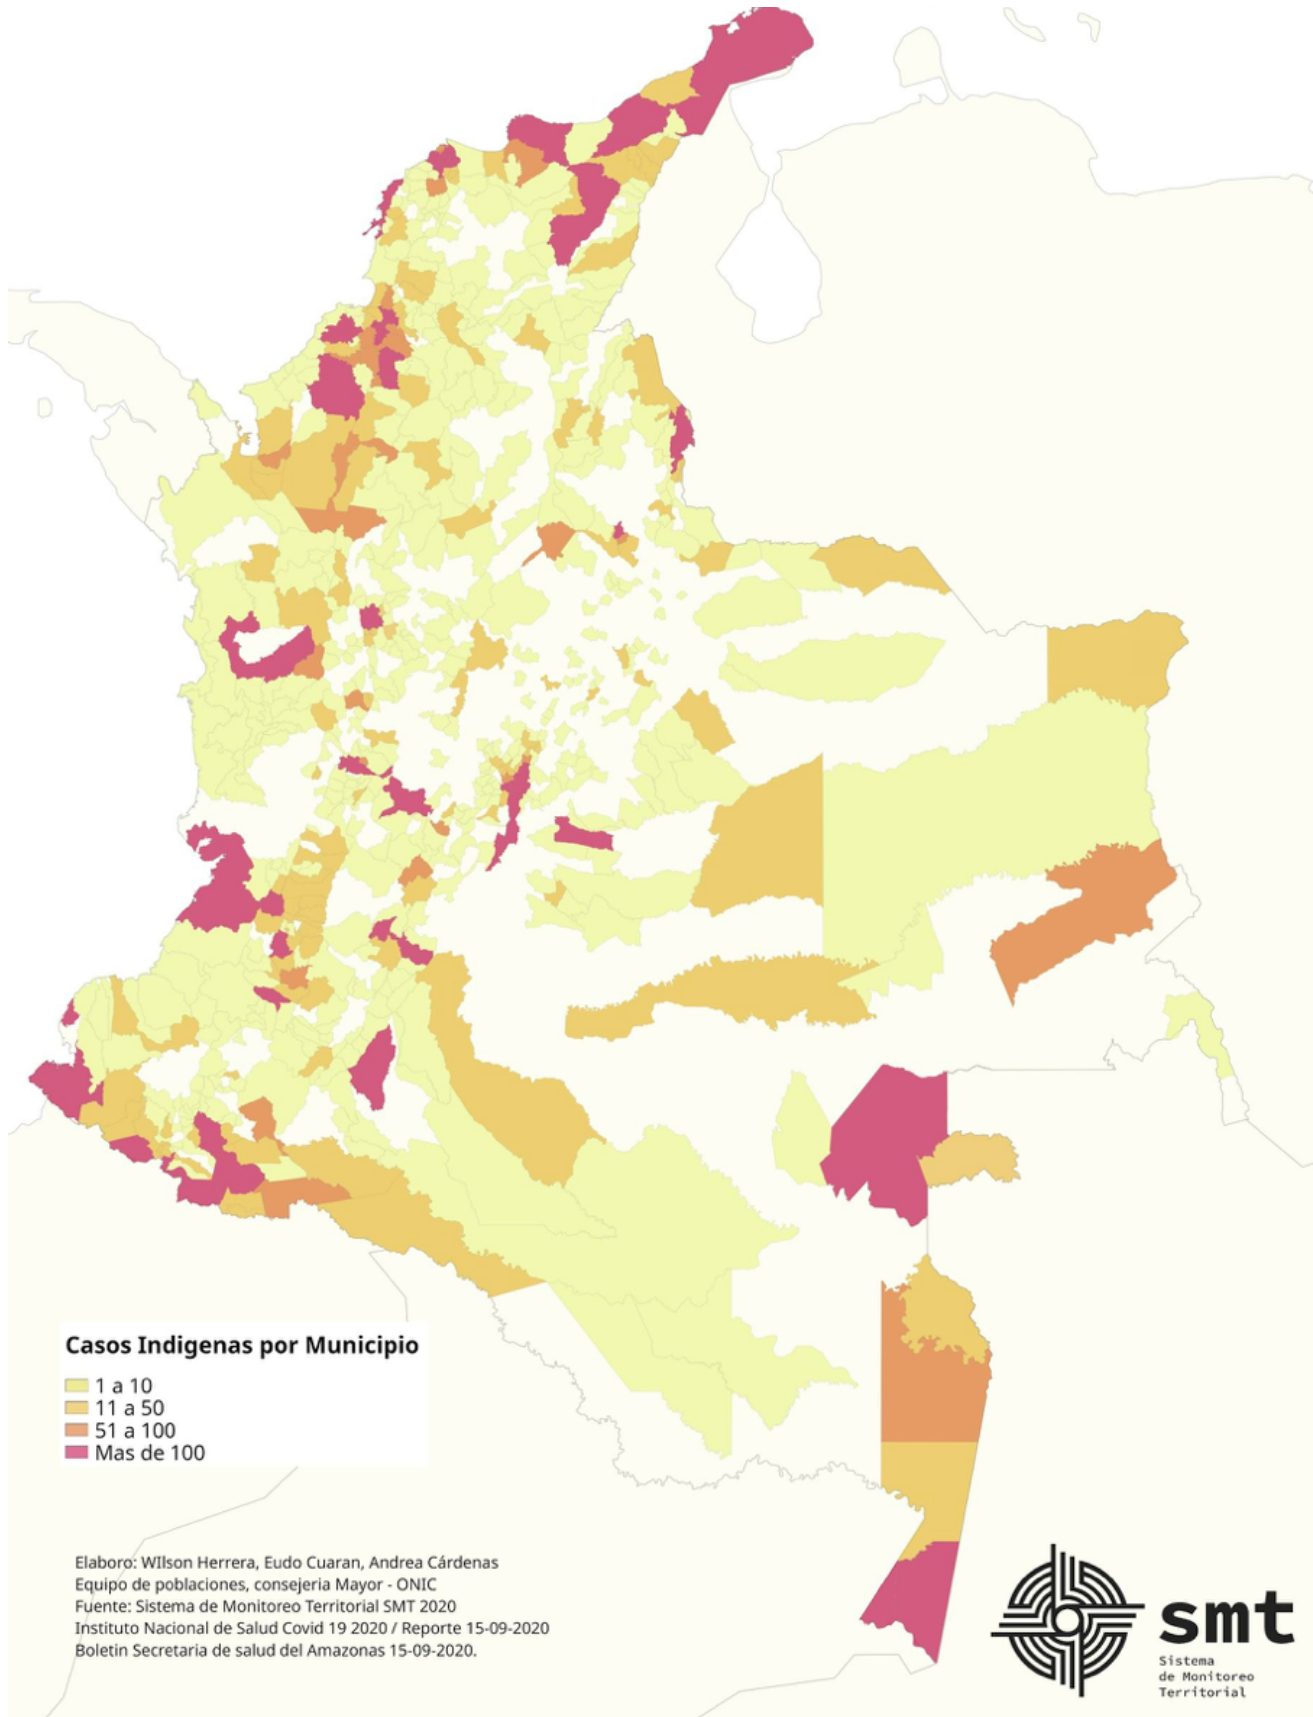 Casos Indigenas por Municipio
1 a 10
11 a 50
51 a 100
Mas de 100
Elaboro: WIlson Herrera, Eudo Cuaran, Andrea Cárdenas
Equipo de poblaciones, consejeria Mayor - ONIC
Fuente: Sistema de Monitoreo Territorial SMT 2020
Instituto Nacional de Salud Covid 19 2020 / Reporte 15-09-2020
Boletin Secretaria de salud del Amazonas 15-09-2020.
smt
Sistema
de Monitoreo
Territorial